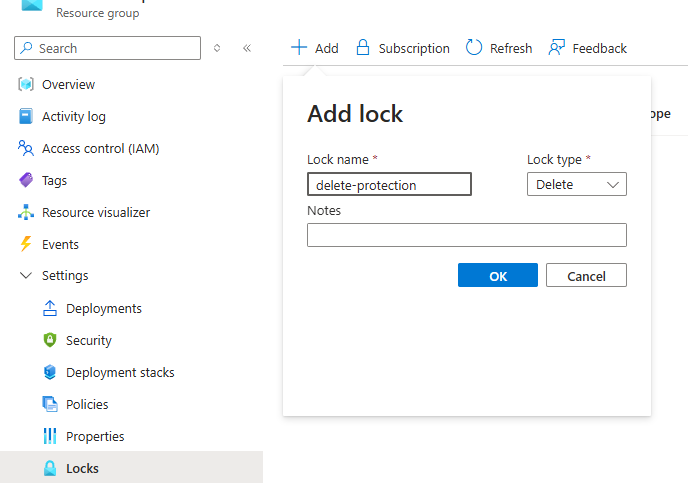 Resource group
Search
Overview
Activity log
Access control (IAM)
Tags
Resource visualizer
Events
Settings
Deployments
Security
Deployment stacks
Policies
Properties
Locks
Add Subscription Refresh Feedback
Add lock
Lock name * Lock type *
delete-protection Delete
Notes
OK Cancel